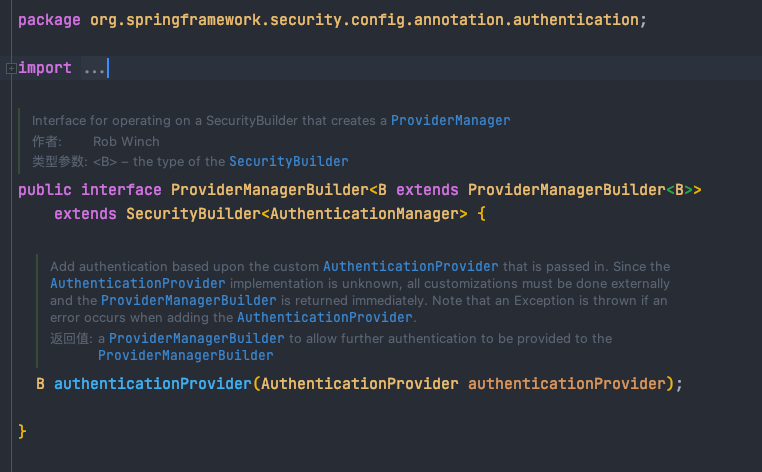 package org.springframework.security.config.annotation.authentication;
import ...
Interface for operating on a SecurityBuilder that creates a ProviderManager
作者: Rob Winch
类型参数: <B> – the type of the SecurityBuilder
public interface ProviderManagerBuilder<B extends ProviderManagerBuilder<B>>
extends SecurityBuilder<AuthenticationManager> {
Add authentication based upon the custom AuthenticationProvider that is passed in. Since the
AuthenticationProvider implementation is unknown, all customizations must be done externally
and the ProviderManagerBuilder is returned immediately. Note that an Exception is thrown if an
error occurs when adding the AuthenticationProvider.
返回值: a ProviderManagerBuilder to allow further authentication to be provided to the
ProviderManagerBuilder
B authenticationProvider(AuthenticationProvider authenticationProvider);
}